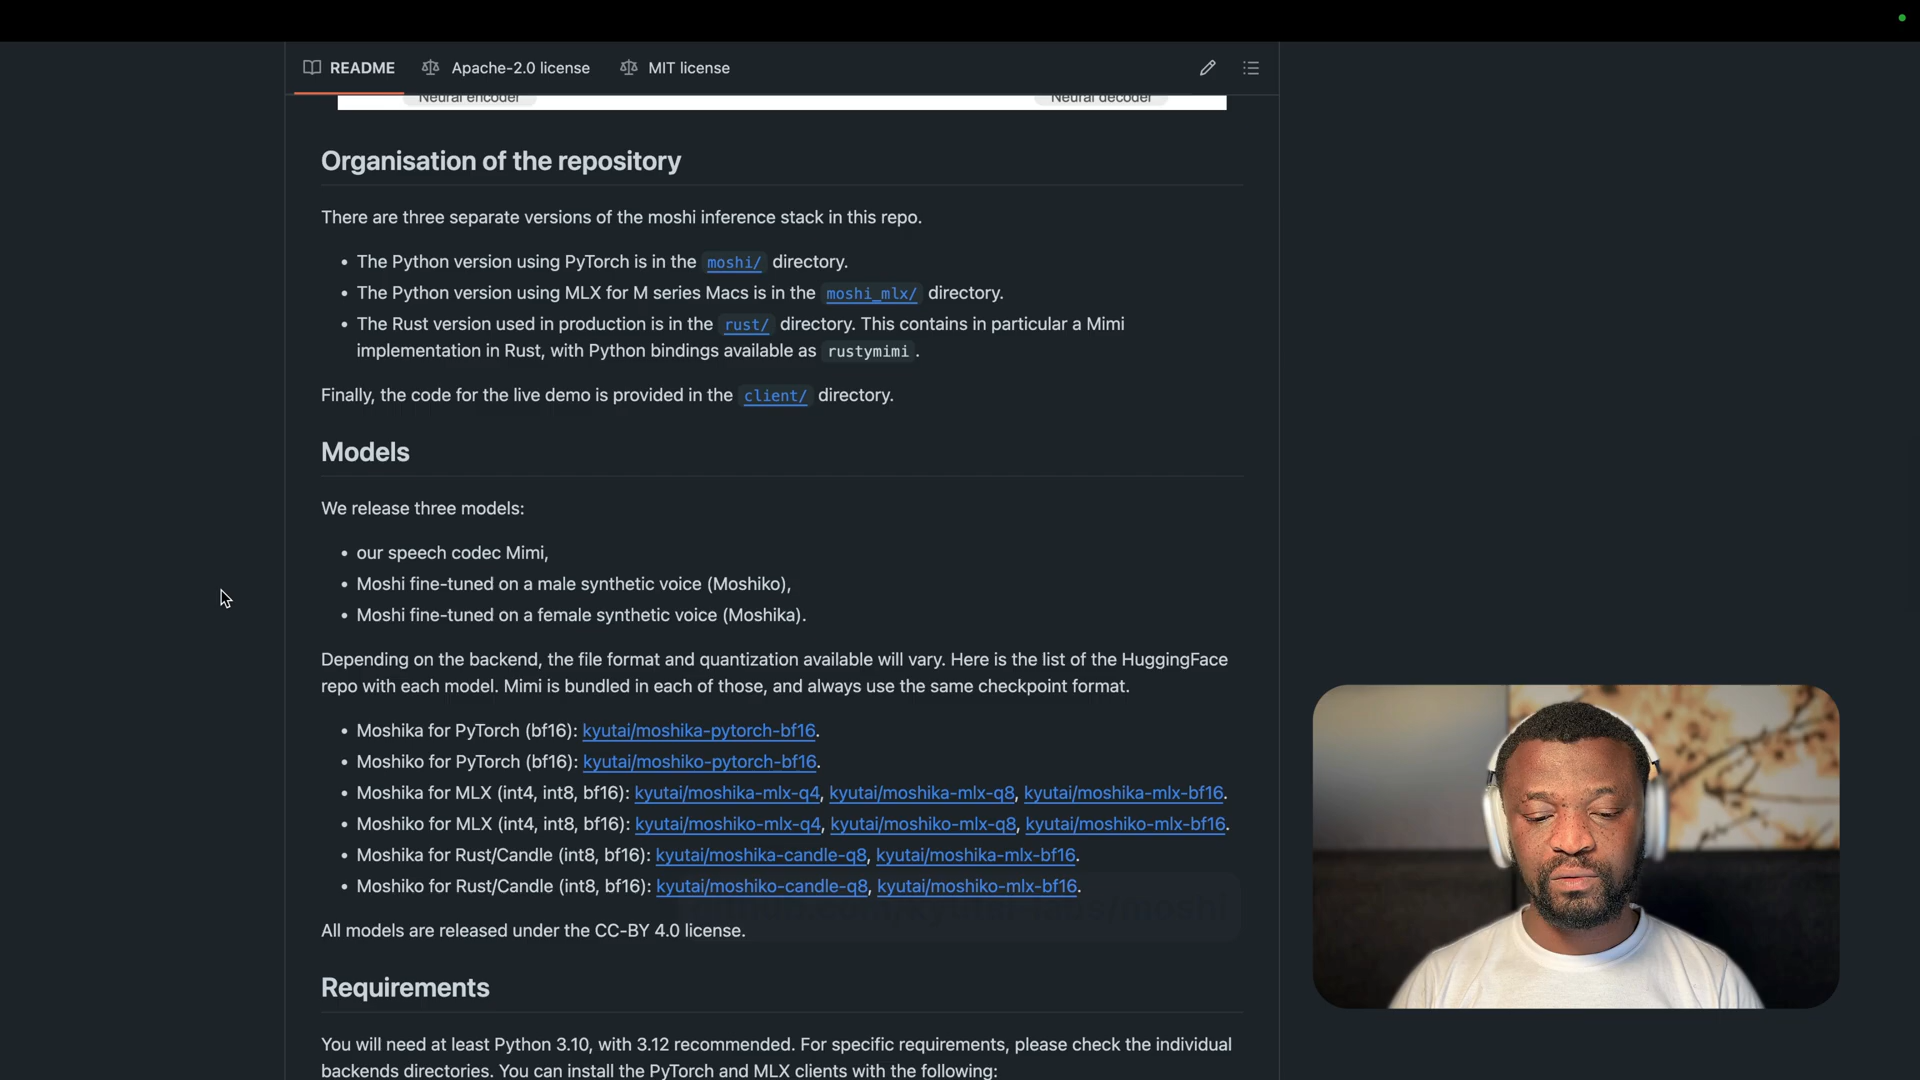 README Apache-2.0 license MIT license
Neural encoder Neural decoder
Organisation of the repository
There are three separate versions of the moshi inference stack in this repo.
• The Python version using PyTorch is in the moshi/ directory.
• The Python version using MLX for M series Macs is in the moshi_mlx/ directory.
• The Rust version used in production is in the rust/ directory. This contains in particular a Mimi
implementation in Rust, with Python bindings available as rustymimi.
Finally, the code for the live demo is provided in the client/ directory.
Models
We release three models:
• our speech codec Mimi,
• Moshi fine-tuned on a male synthetic voice (Moshiko),
• Moshi fine-tuned on a female synthetic voice (Moshika).
Depending on the backend, the file format and quantization available will vary. Here is the list of the HuggingFace
repo with each model. Mimi is bundled in each of those, and always use the same checkpoint format.
• Moshika for PyTorch (bf16): kyutai/moshika-pytorch-bf16.
• Moshiko for PyTorch (bf16): kyutai/moshiko-pytorch-bf16.
• Moshika for MLX (int4, int8, bf16): kyutai/moshika-mlx-q4, kyutai/moshika-mlx-q8, kyutai/moshika-mlx-bf16.
• Moshiko for MLX (int4, int8, bf16): kyutai/moshiko-mlx-q4, kyutai/moshiko-mlx-q8, kyutai/moshiko-mlx-bf16.
• Moshika for Rust/Candle (int8, bf16): kyutai/moshika-candle-q8, kyutai/moshika-mlx-bf16.
• Moshiko for Rust/Candle (int8, bf16): kyutai/moshiko-candle-q8, kyutai/moshiko-mlx-bf16.
All models are released under the CC-BY 4.0 license.
Requirements
You will need at least Python 3.10, with 3.12 recommended. For specific requirements, please check the individual
backends directories. You can install the PyTorch and MLX clients with the following: